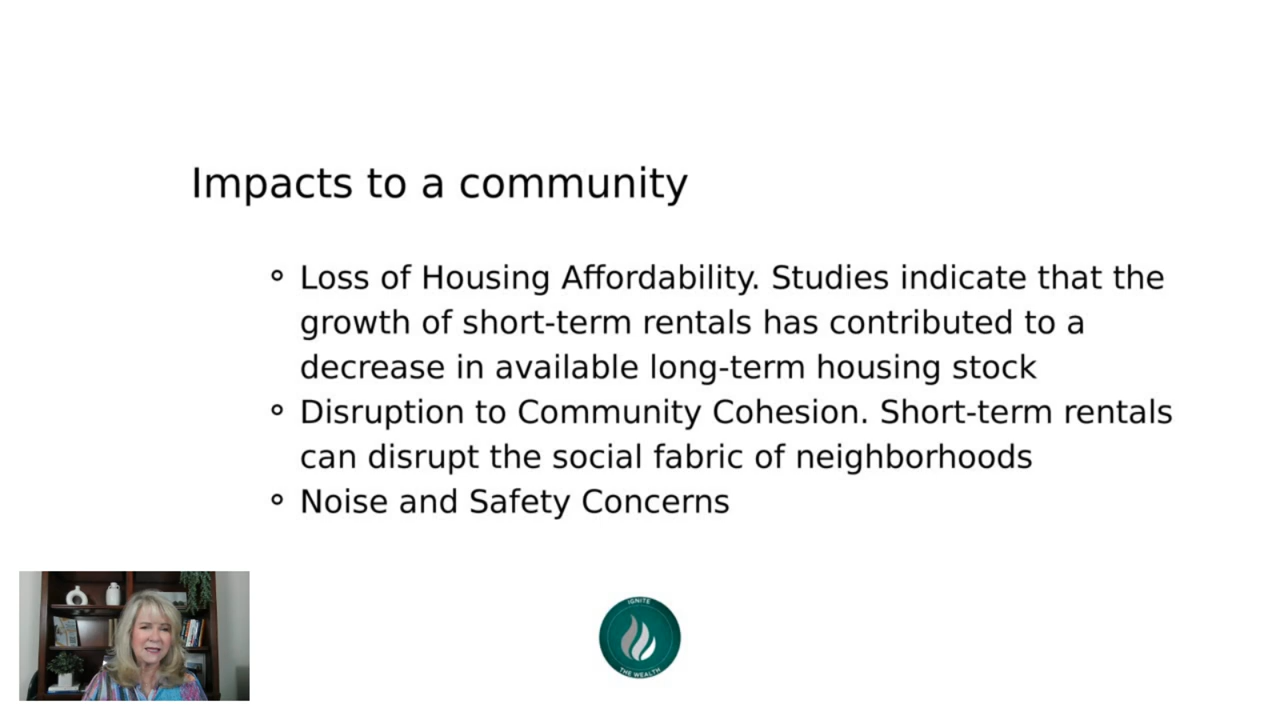 Impacts to a community
∘ Loss of Housing Affordability. Studies indicate that the
growth of short-term rentals has contributed to a
decrease in available long-term housing stock
∘ Disruption to Community Cohesion. Short-term rentals
can disrupt the social fabric of neighborhoods
∘ Noise and Safety Concerns
IGNITE
THE WEALTH